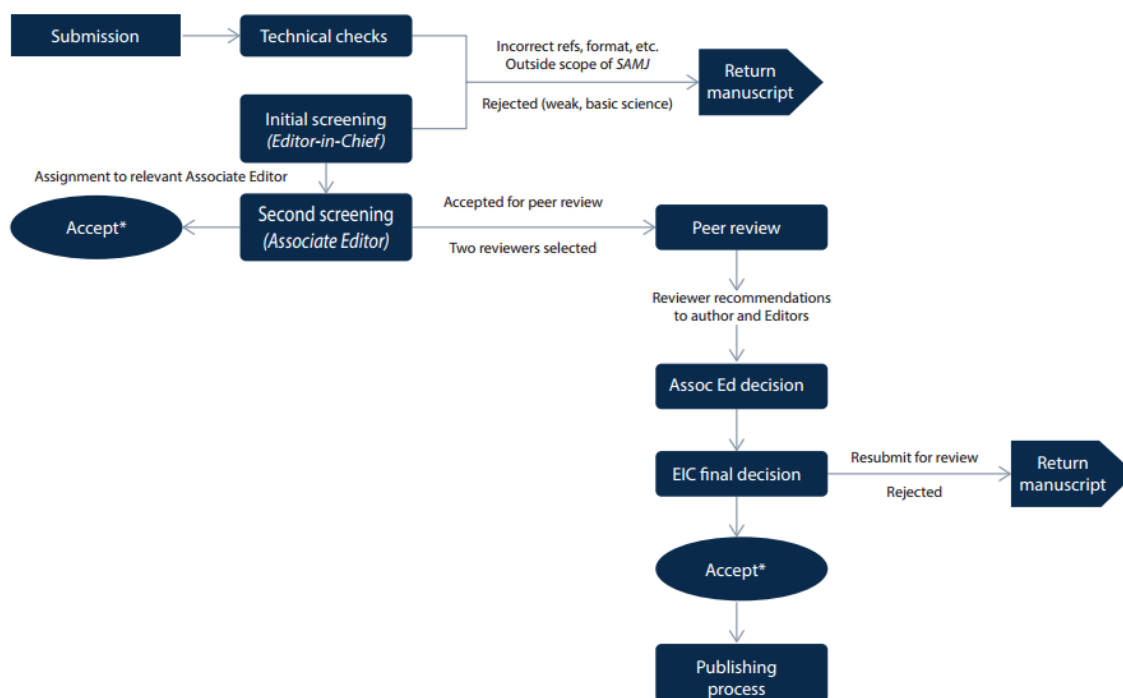 Submission
Technical checks
Incorrect refs, format, etc.
Outside scope of SAMJ
Rejected (weak, basic science)
Return
manuscript
Initial screening
(Editor-in-Chief)
Assignment to relevant Associate Editor
Accept*
Second screening
(Associate Editor)
Accepted for peer review
Two reviewers selected
Peer review
Reviewer recommendations
to author and Editors
Assoc Ed decision
EIC final decision
Resubmit for review
Rejected
Return
manuscript
Accept*
Publishing
process